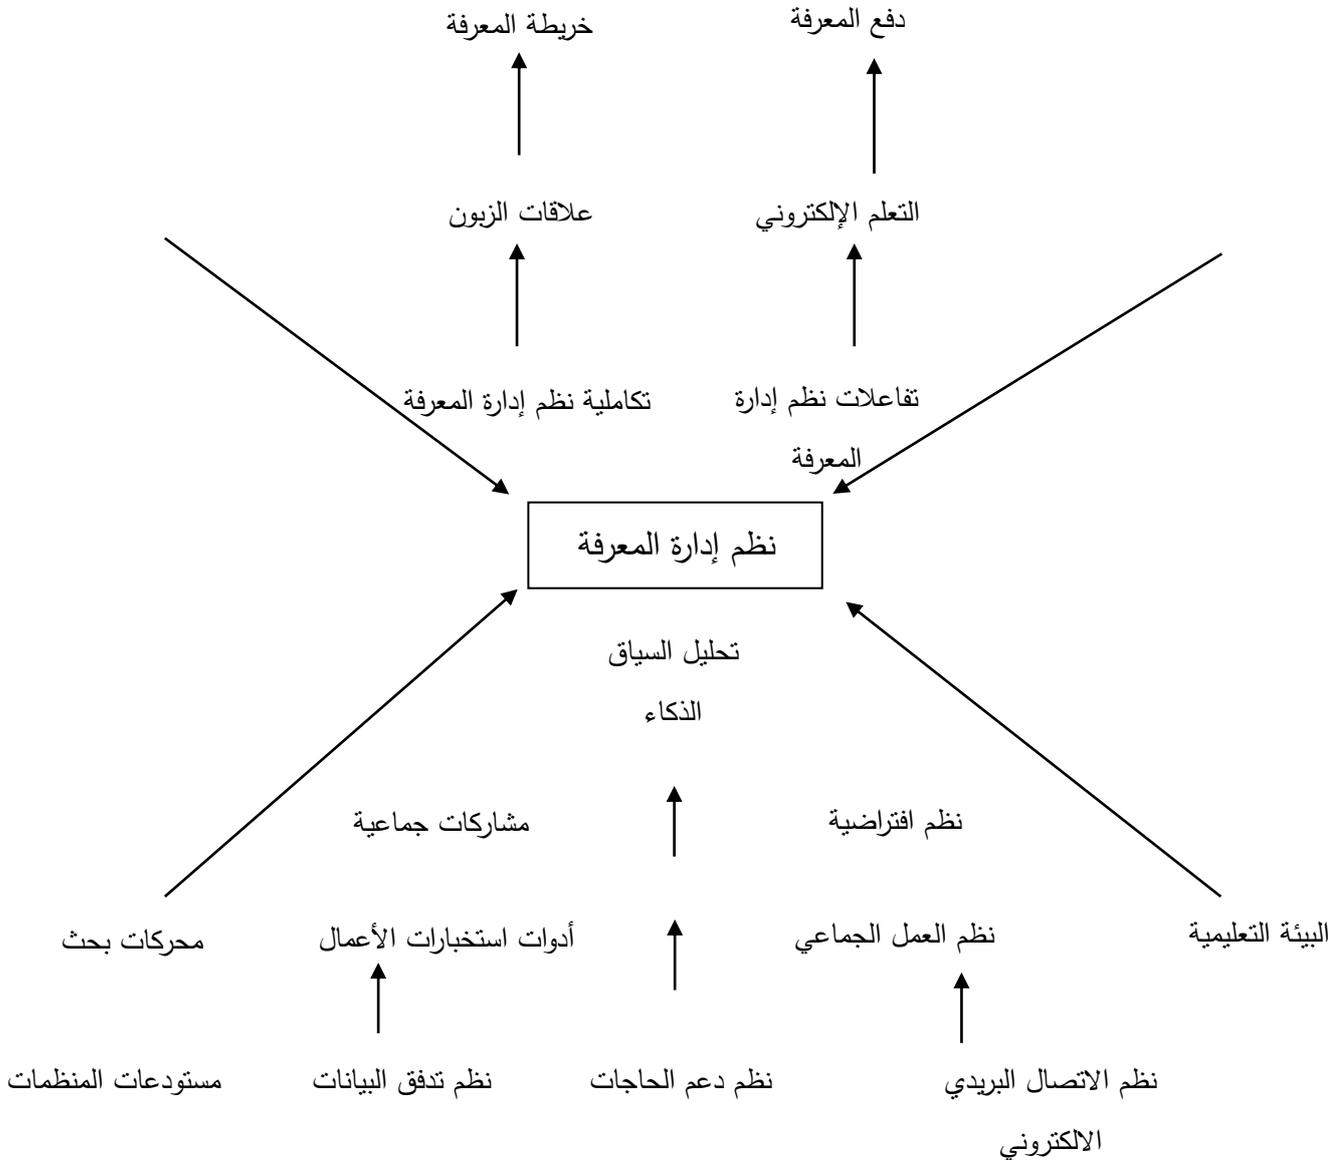 دفع المعرفة
خريطة المعرفة
التعلم الإلكتروني
علاقات الزبون
تفاعلات نظم إدارة
المعرفة
تكاملية نظم إدارة المعرفة
نظم إدارة المعرفة
تحليل السياق
الذكاء
نظم افتراضية
مشاركات جماعية
البيئة التعليمية
نظم العمل الجماعي
أدوات استخبارات الأعمال
محركات بحث
نظم الاتصال البريدي
الالكتروني
نظم دعم الحاجات
نظم تدفق البيانات
مستودعات المنظمات